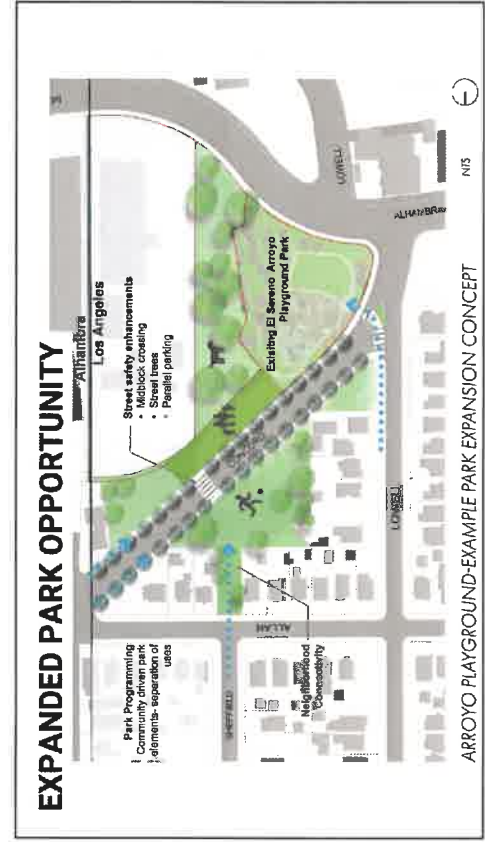 EXPANDED PARK OPPORTUNITY
Alhambra
Los Angeles
Street safety enhancements
• Midblock crossing
• Street trees
• Parallel parking
Park Programming:
Community driven park
elements- separation of
uses
Exisitng El Sereno Arroyo
Playground Park
Neighborhood
Connectivity
SHEFFIELD
ALLAN
LOWELL
LOWELL
ALHAMBRA
ARROYO PLAYGROUND-EXAMPLE PARK EXPANSION CONCEPT
NTS